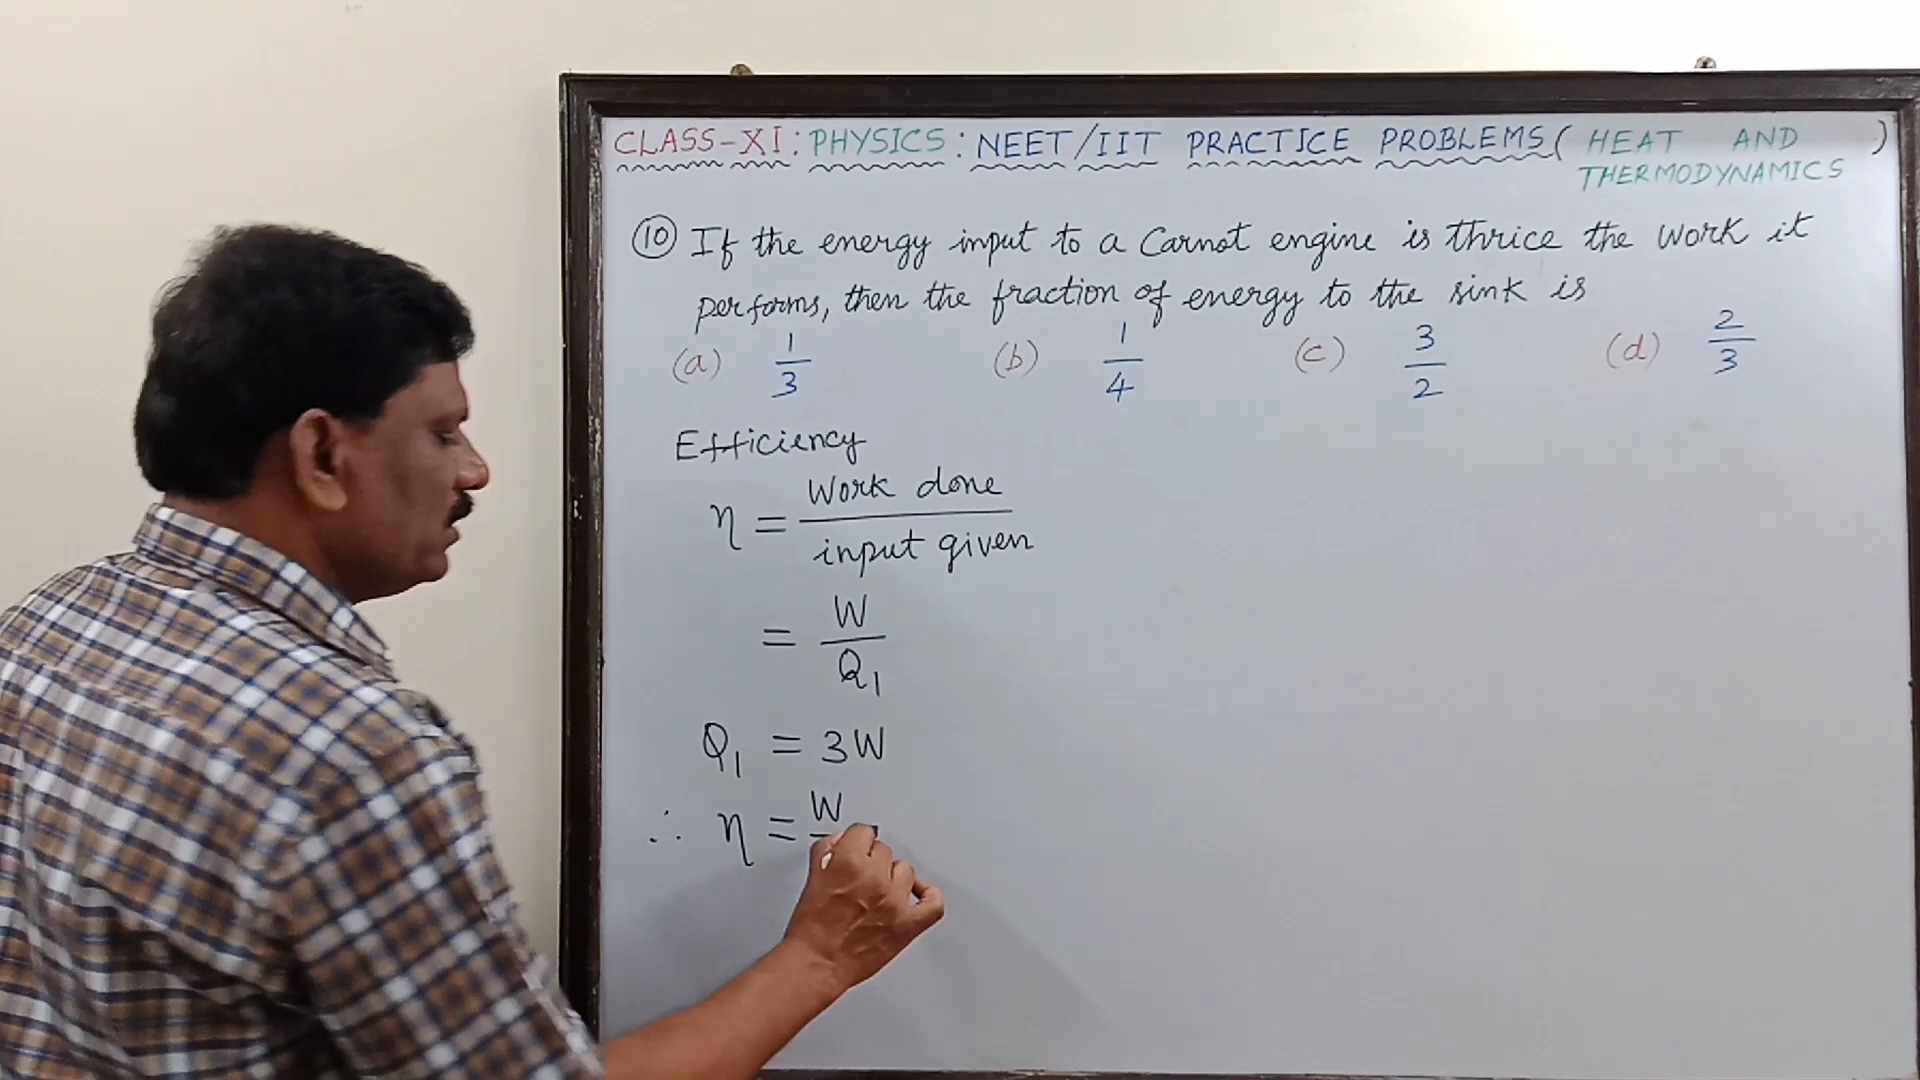 CLASS-XI: PHYSICS: NEET/IIT PRACTICE PROBLEMS ( HEAT AND THERMODYNAMICS )
(10) If the energy input to a Carnot engine is thrice the work it
performs, then the fraction of energy to the sink is
(a) 1/3 (b) 1/4 (c) 3/2 (d) 2/3
Efficiency
η = Work done / input given
= W / Q₁
Q₁ = 3W
∴ η = W